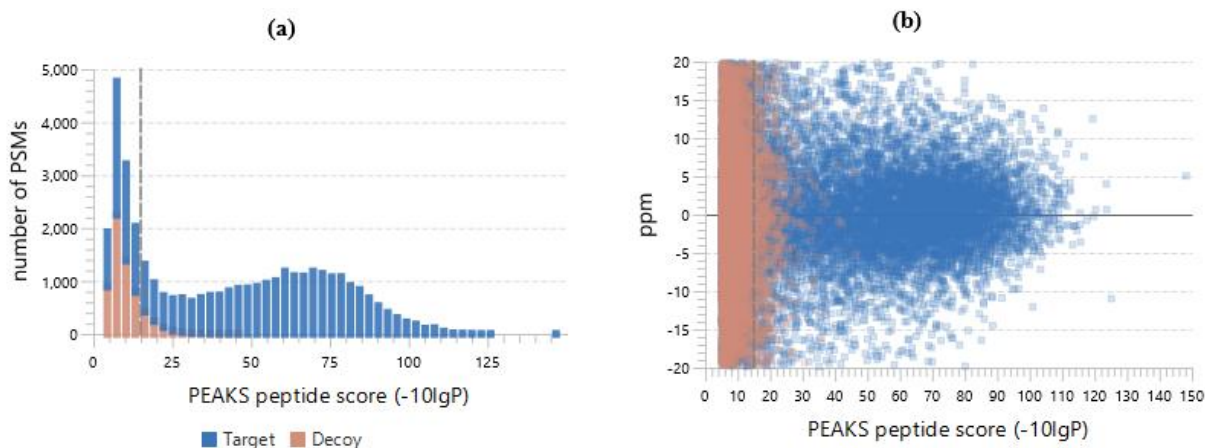 (a)
5,000
4,000
3,000
2,000
1,000
0
number of PSMs
0 25 50 75 100 125
PEAKS peptide score (-10lgP)
Target Decoy
(b)
20
15
10
5
0
-5
-10
-15
-20
ppm
0 10 20 30 40 50 60 70 80 90 100 110 120 130 140 150
PEAKS peptide score (-10lgP)